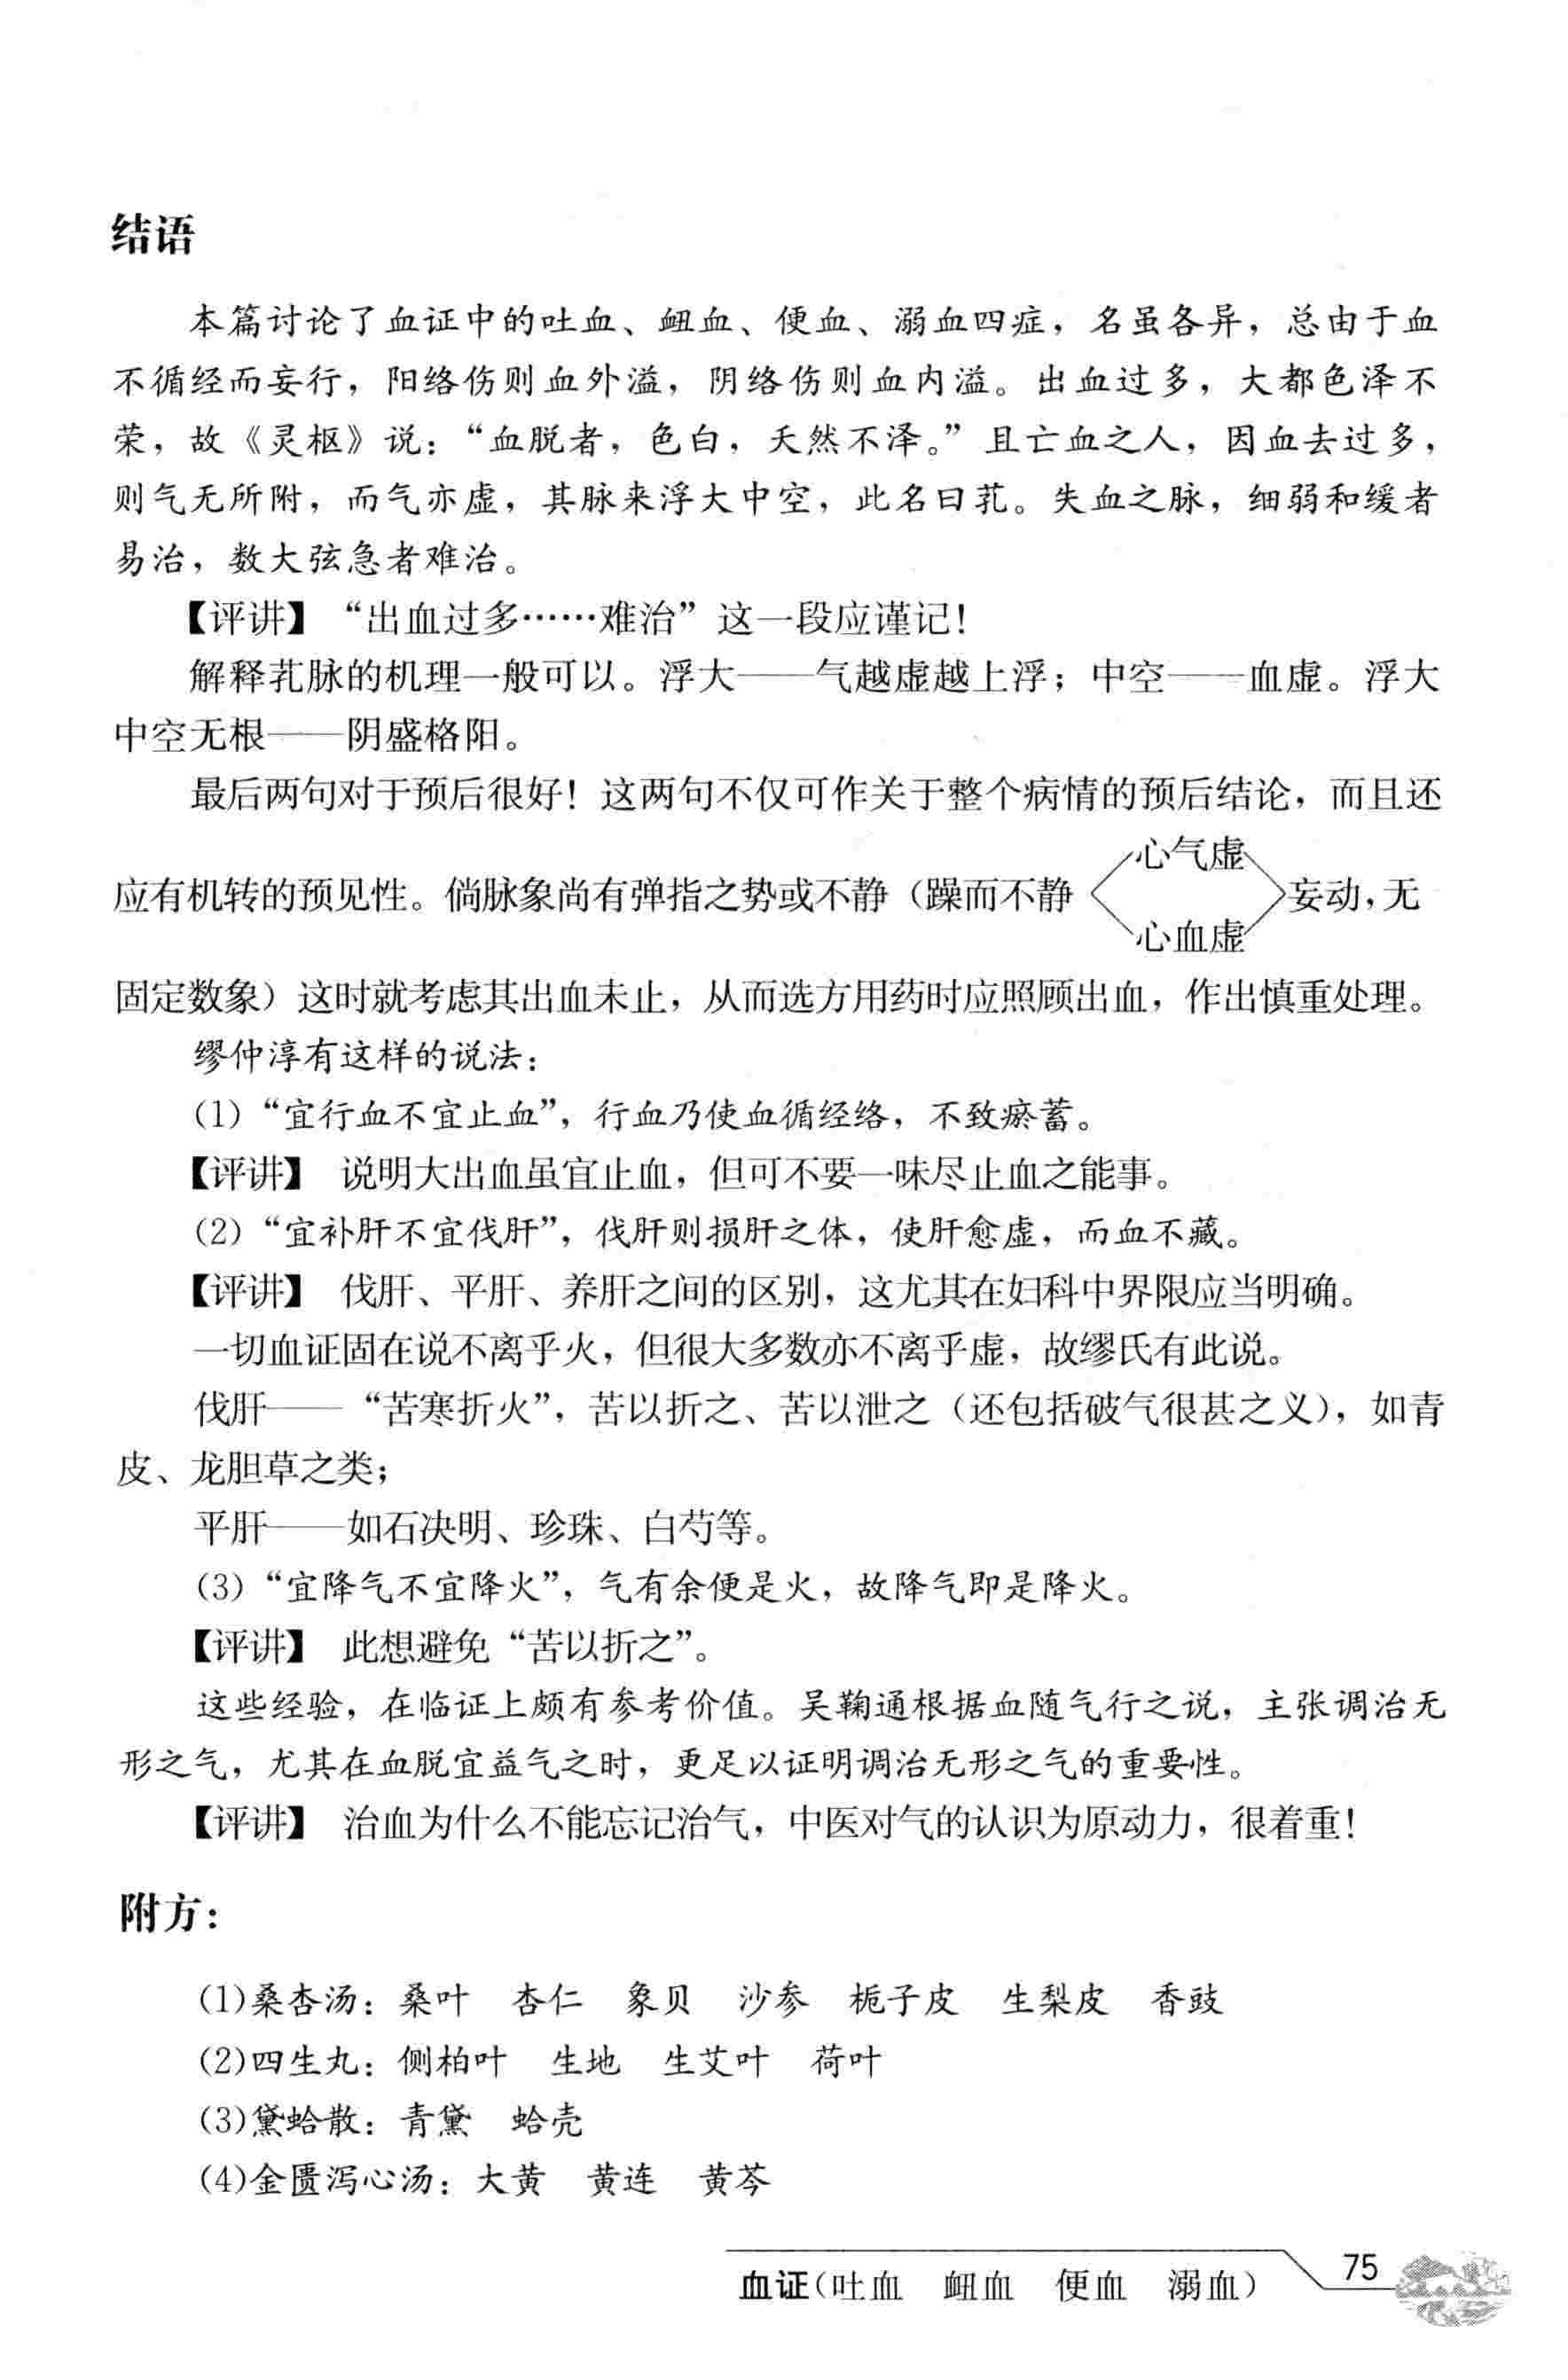 结语
本篇讨论了血证中的吐血、衄血、便血、溺血四症，名虽各异，总由于血
不循经而妄行，阳络伤则血外溢，阴络伤则血内溢。出血过多，大都色泽不
荣，故《灵枢》说：“血脱者，色白，夭然不泽。”且亡血之人，因血去过多，
则气无所附，而气亦虚，其脉来浮大中空，此名曰芤。失血之脉，细弱和缓者
易治，数大弦急者难治。
【评讲】 “出血过多……难治”这一段应谨记！
解释芤脉的机理一般可以。浮大——气越虚越上浮；中空——血虚。浮大
中空无根——阴盛格阳。
最后两句对于预后很好！这两句不仅可作关于整个病情的预后结论，而且还
心气虚
应有机转的预见性。倘脉象尚有弹指之势或不静（躁而不静 妄动，无
心血虚
固定数象）这时就考虑其出血未止，从而选方用药时应照顾出血，作出慎重处理。
缪仲淳有这样的说法：
（1）“宜行血不宜止血”，行血乃使血循经络，不致瘀蓄。
【评讲】 说明大出血虽宜止血，但可不要一味尽止血之能事。
（2）“宜补肝不宜伐肝”，伐肝则损肝之体，使肝愈虚，而血不藏。
【评讲】 伐肝、平肝、养肝之间的区别，这尤其在妇科中界限应当明确。
一切血证固在说不离乎火，但很大多数亦不离乎虚，故缪氏有此说。
伐肝——“苦寒折火”，苦以折之、苦以泄之（还包括破气很甚之义），如青
皮、龙胆草之类；
平肝——如石决明、珍珠、白芍等。
（3）“宜降气不宜降火”，气有余便是火，故降气即是降火。
【评讲】 此想避免“苦以折之”。
这些经验，在临证上颇有参考价值。吴鞠通根据血随气行之说，主张调治无
形之气，尤其在血脱宜益气之时，更足以证明调治无形之气的重要性。
【评讲】 治血为什么不能忘记治气，中医对气的认识为原动力，很着重！
附方：
(1)桑杏汤：桑叶 杏仁 象贝 沙参 栀子皮 生梨皮 香豉
(2)四生丸：侧柏叶 生地 生艾叶 荷叶
(3)黛蛤散：青黛 蛤壳
(4)金匮泻心汤：大黄 黄连 黄芩
血证（吐血 衄血 便血 溺血） 75